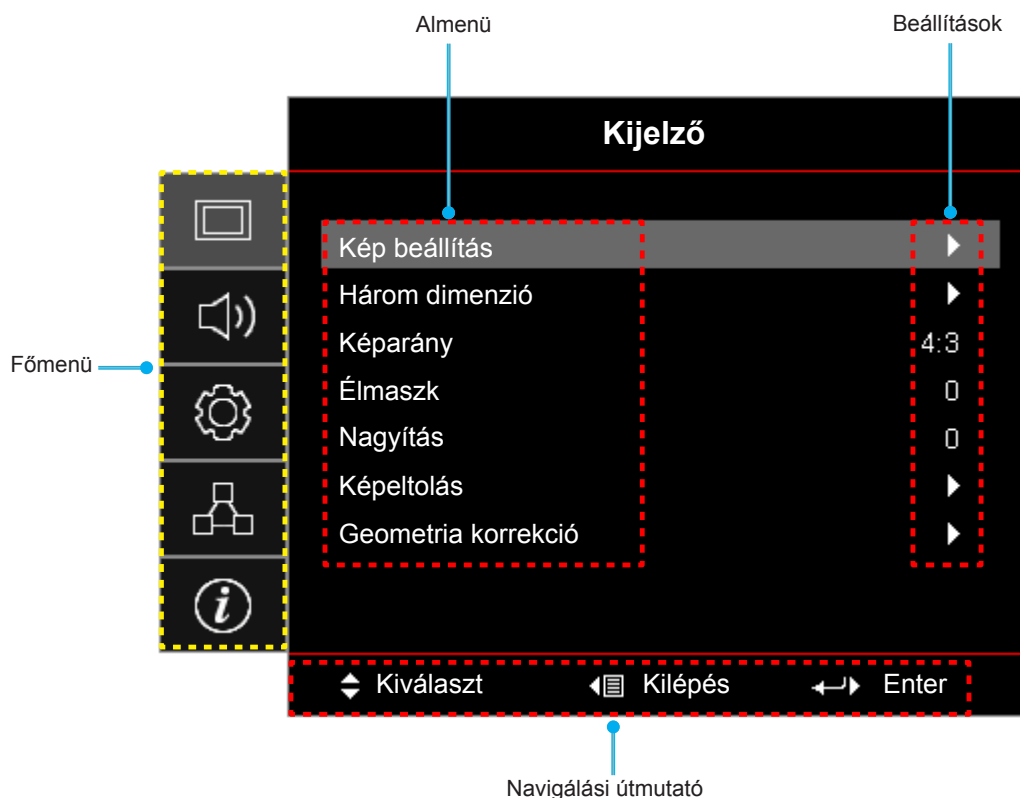 Almenü
Beállítások
Kijelző
Főmenü
Kép beállítás
Három dimenzió
Képarány 4:3
Élmaszk 0
Nagyítás 0
Képeltolás
Geometria korrekció
Kiválaszt Kilépés Enter
Navigálási útmutató